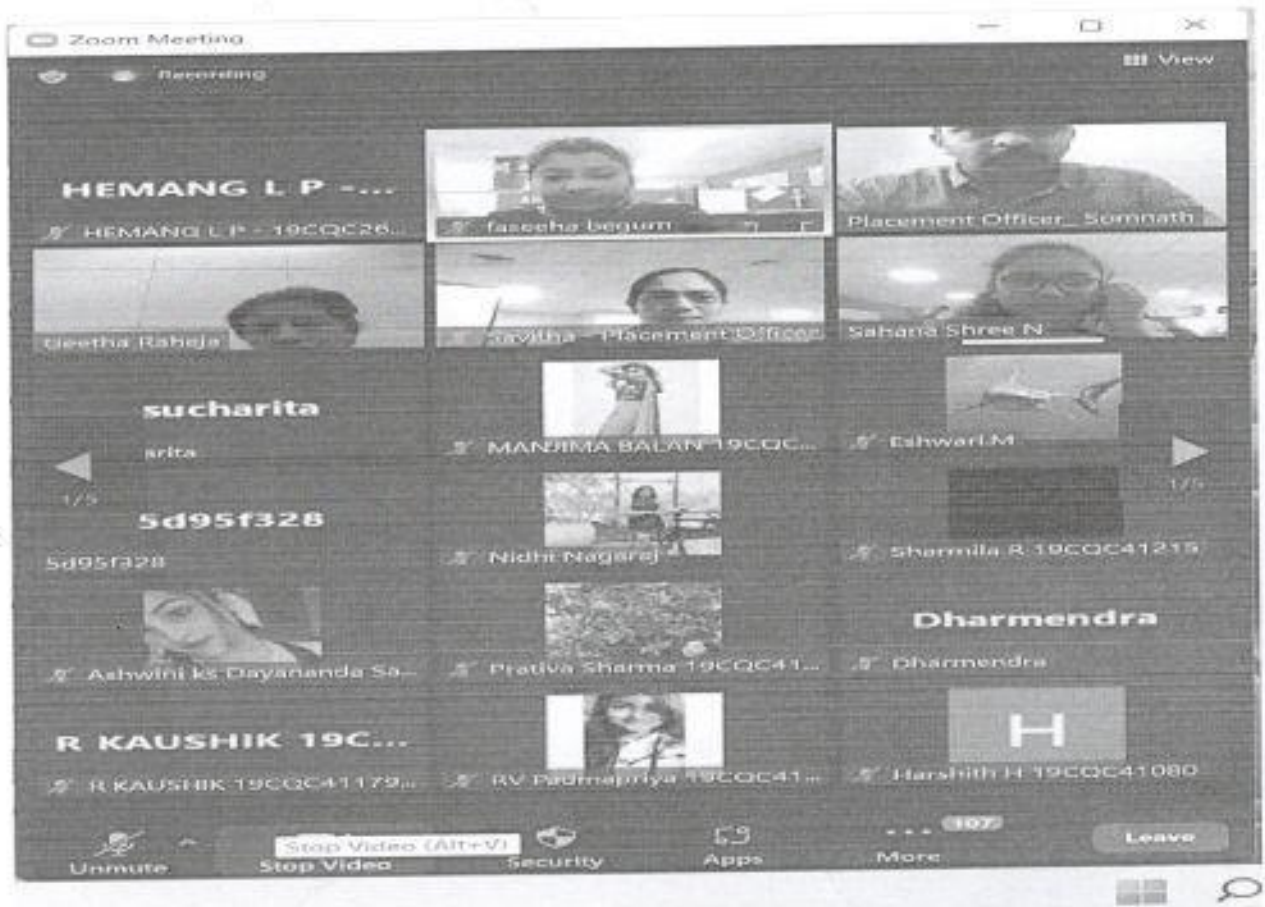 Zoom Meeting
Recording
View
HEMANG L P -...
HEMANG L P - 19CQC26...
faseeha begum
Placement Officer_ Somnath
Geetha Raheja
Placement Officer
Sahana Shree N
sucharita
arita
MANJIMA BALAN 19CQC...
Eshwari.M
1/5
1/5
5d95f328
5d95f328
Nidhi Nagaraj
Sharmila R 19CQC41215
Ashwini ks Dayananda Sa...
Prativa Sharma 19CQC41...
Dharmendra
Dharmendra
R KAUSHIK 19C...
R KAUSHIK 19CQC41179...
RV Padmapriya 19CQC41...
H
Harshith H 19CQC41080
Unmute
Stop Video (Alt+V)
Stop Video
Security
Apps
107
More
Leave